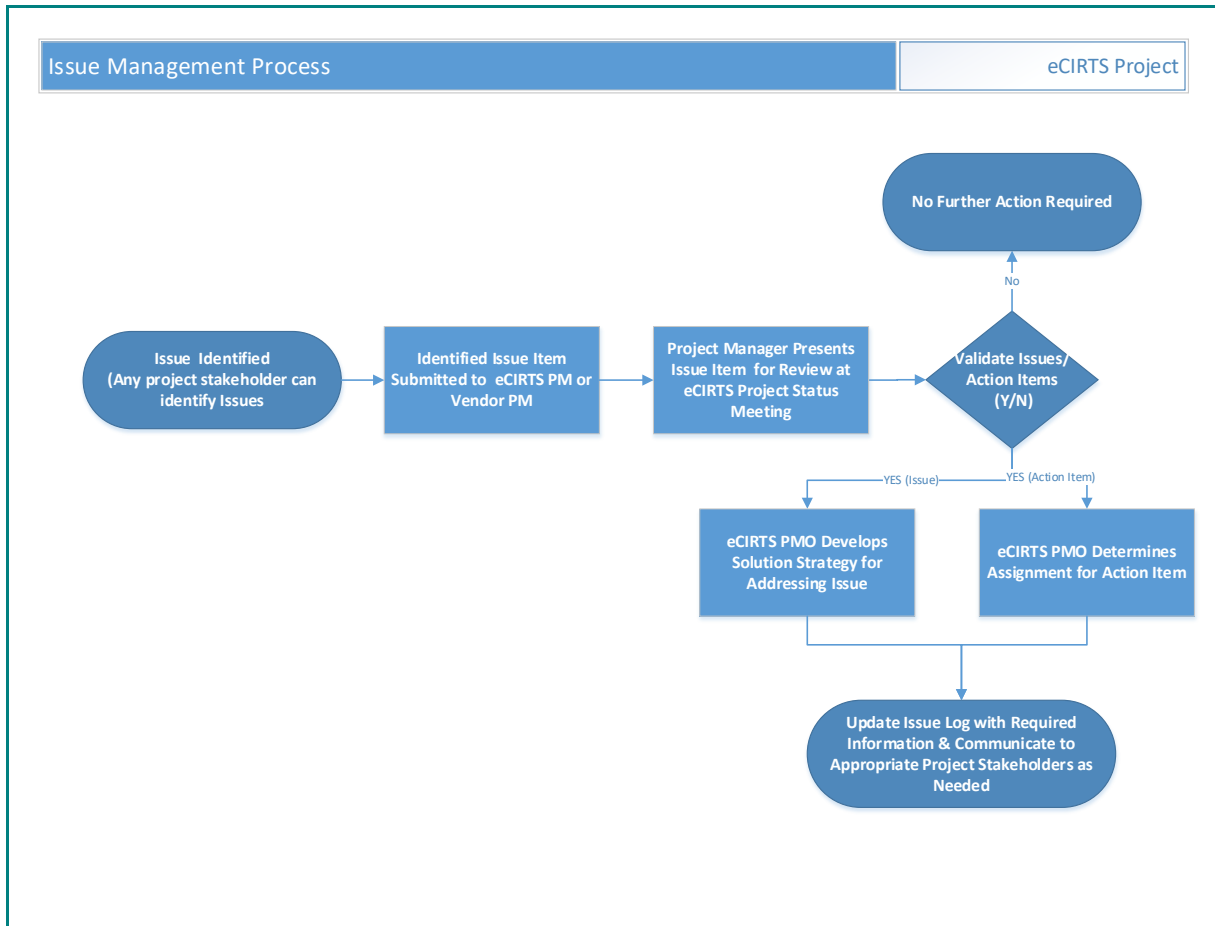 Issue Management Process
eCIRTS Project
No Further Action Required
No
Issue  Identified
(Any project stakeholder can
identify Issues
Identified Issue Item
Submitted to  eCIRTS PM or
Vendor PM
Project Manager Presents
Issue Item  for Review at
eCIRTS Project Status
Meeting
Validate Issues/
Action Items
(Y/N)
YES (Issue)
YES (Action Item)
eCIRTS PMO Develops
Solution Strategy for
Addressing Issue
eCIRTS PMO Determines
Assignment for Action Item
Update Issue Log with Required
Information & Communicate to
Appropriate Project Stakeholders as
Needed